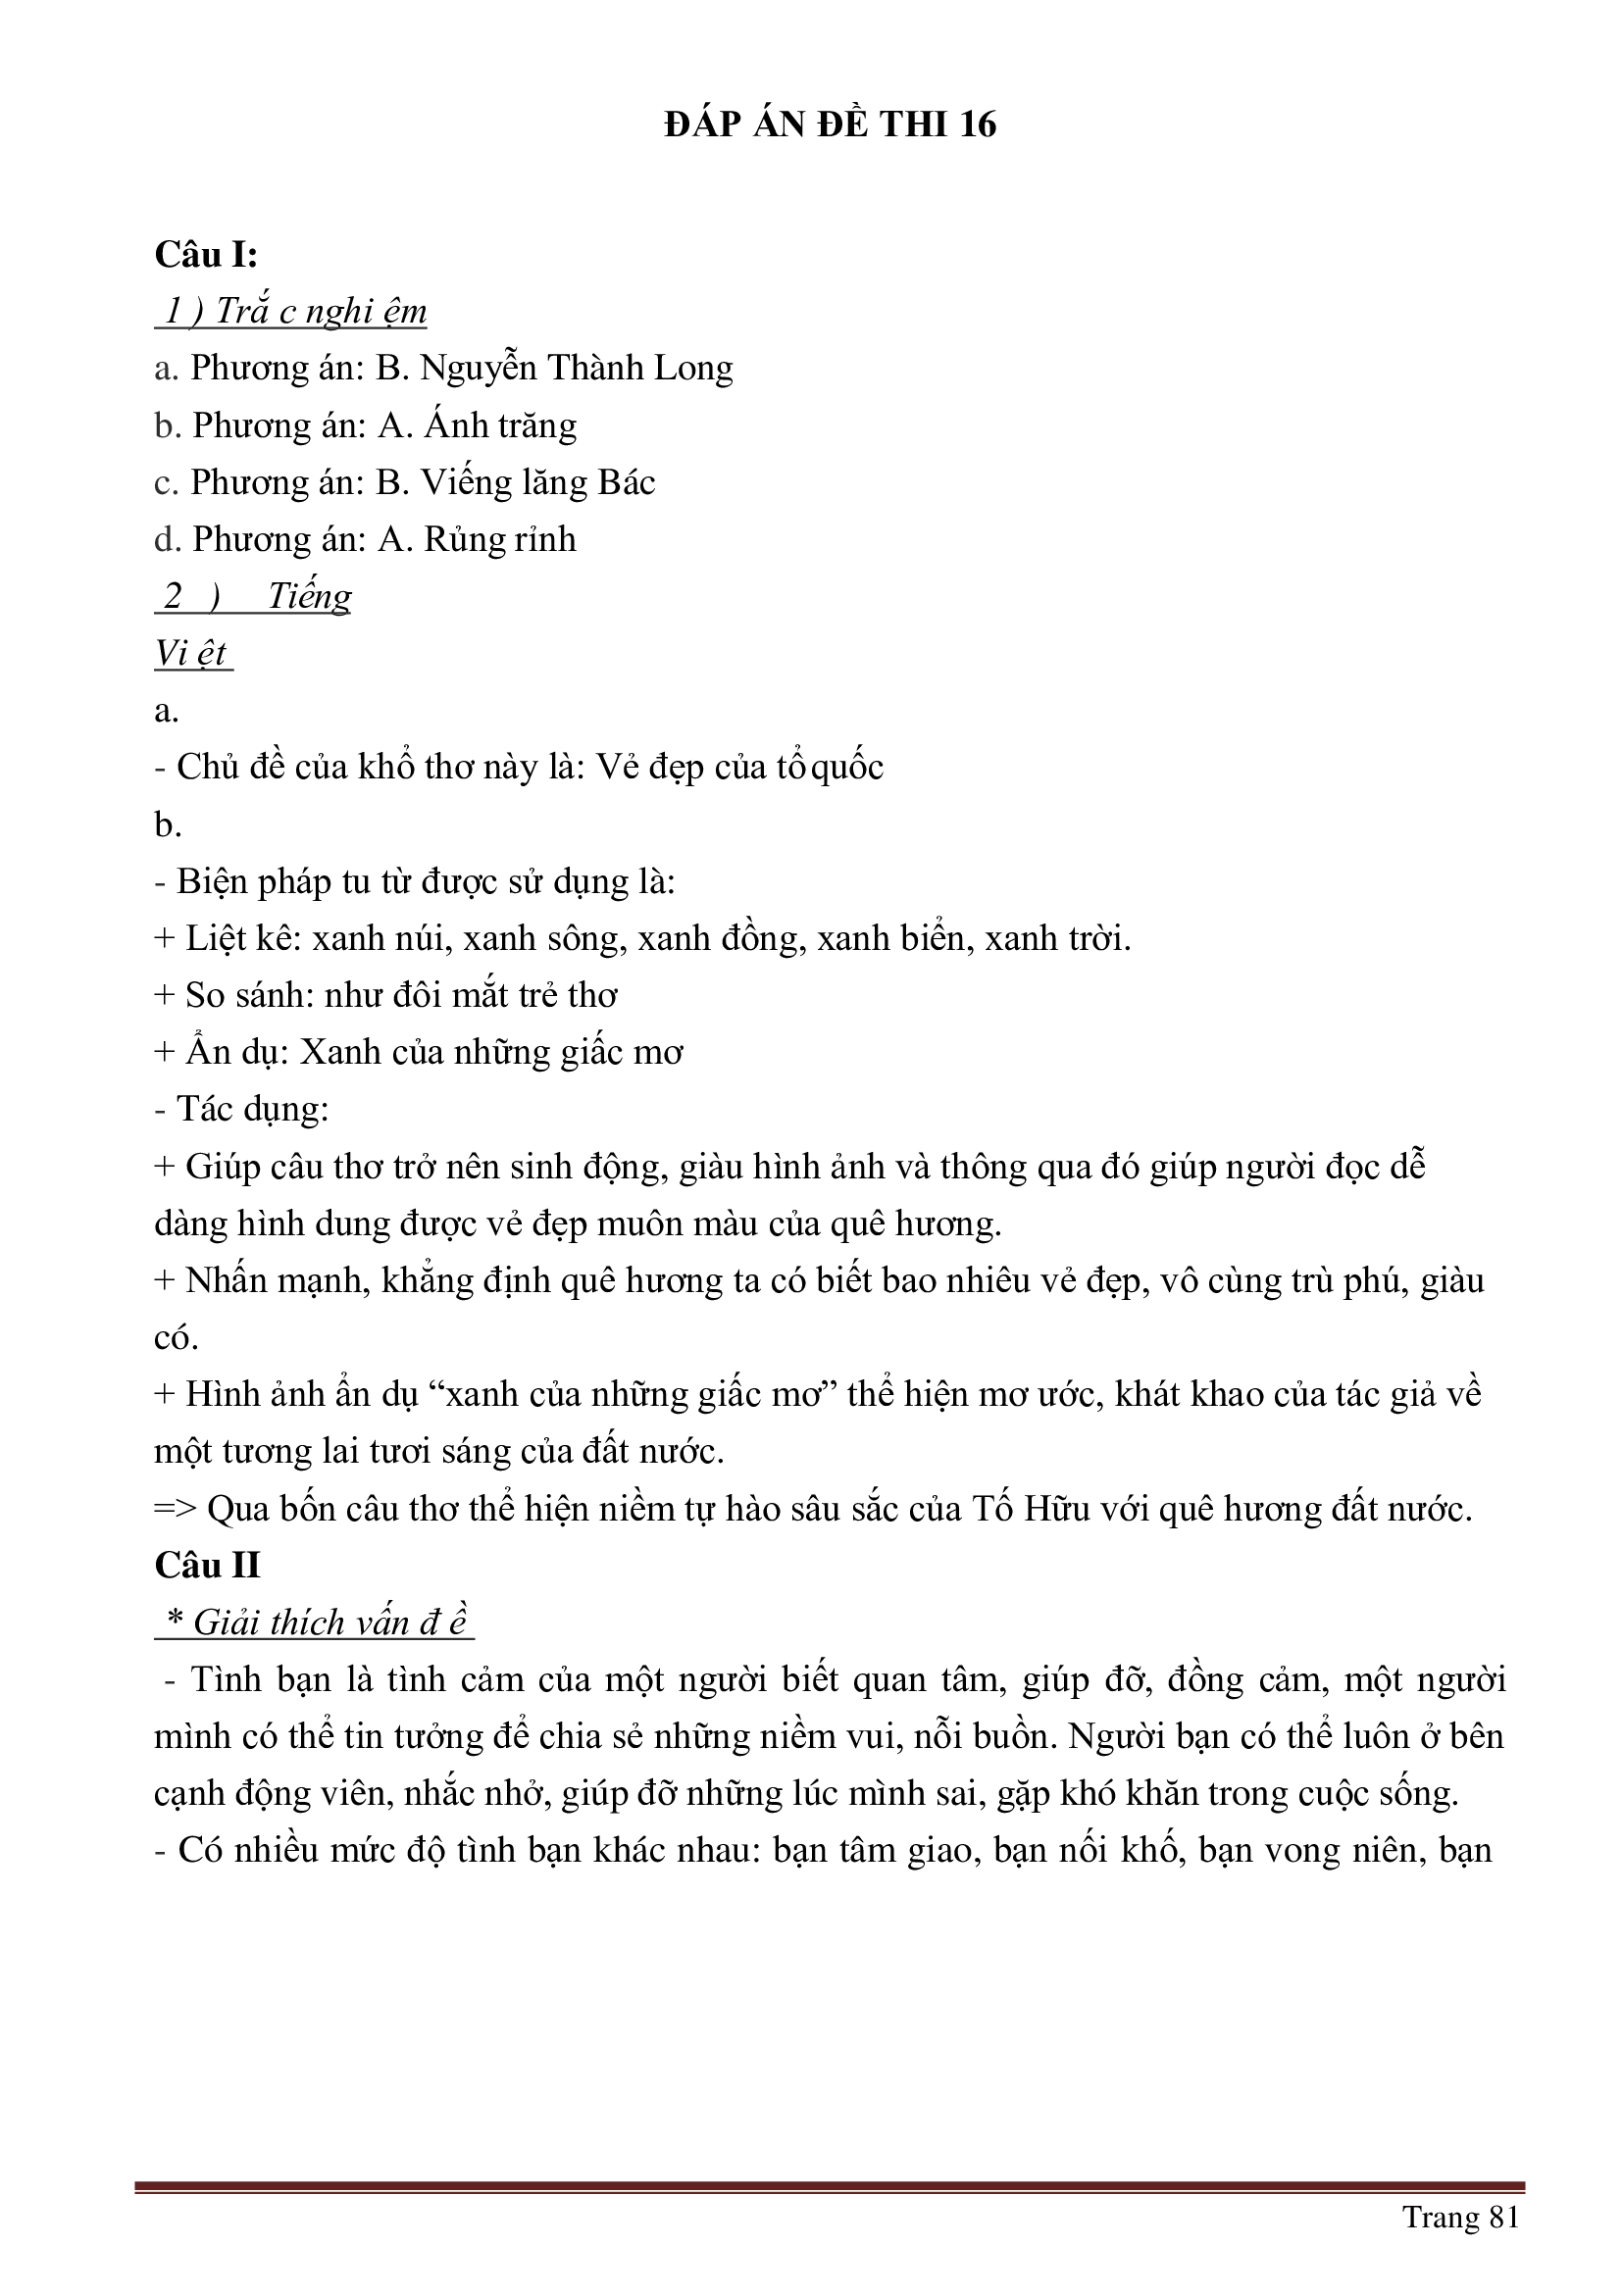 ĐÁP ÁN ĐỀ THI 16
Câu I:
1 ) Trắ c nghi ệm
a. Phương án: B. Nguyễn Thành Long
b. Phương án: A. Ánh trăng
c. Phương án: B. Viếng lăng Bác
d. Phương án: A. Rủng rỉnh
2 ) Tiếng
Vi ệt
a.
- Chủ đề của khổ thơ này là: Vẻ đẹp của tổ quốc
b.
- Biện pháp tu từ được sử dụng là:
+ Liệt kê: xanh núi, xanh sông, xanh đồng, xanh biển, xanh trời.
+ So sánh: như đôi mắt trẻ thơ
+ Ẩn dụ: Xanh của những giấc mơ
- Tác dụng:
+ Giúp câu thơ trở nên sinh động, giàu hình ảnh và thông qua đó giúp người đọc dễ
dàng hình dung được vẻ đẹp muôn màu của quê hương.
+ Nhấn mạnh, khẳng định quê hương ta có biết bao nhiêu vẻ đẹp, vô cùng trù phú, giàu
có.
+ Hình ảnh ẩn dụ “xanh của những giấc mơ” thể hiện mơ ước, khát khao của tác giả về
một tương lai tươi sáng của đất nước.
=> Qua bốn câu thơ thể hiện niềm tự hào sâu sắc của Tố Hữu với quê hương đất nước.
Câu II
* Giải thích vấn đ ề
- Tình bạn là tình cảm của một người biết quan tâm, giúp đỡ, đồng cảm, một người
mình có thể tin tưởng để chia sẻ những niềm vui, nỗi buồn. Người bạn có thể luôn ở bên
cạnh động viên, nhắc nhở, giúp đỡ những lúc mình sai, gặp khó khăn trong cuộc sống.
- Có nhiều mức độ tình bạn khác nhau: bạn tâm giao, bạn nối khố, bạn vong niên, bạn
Trang 81